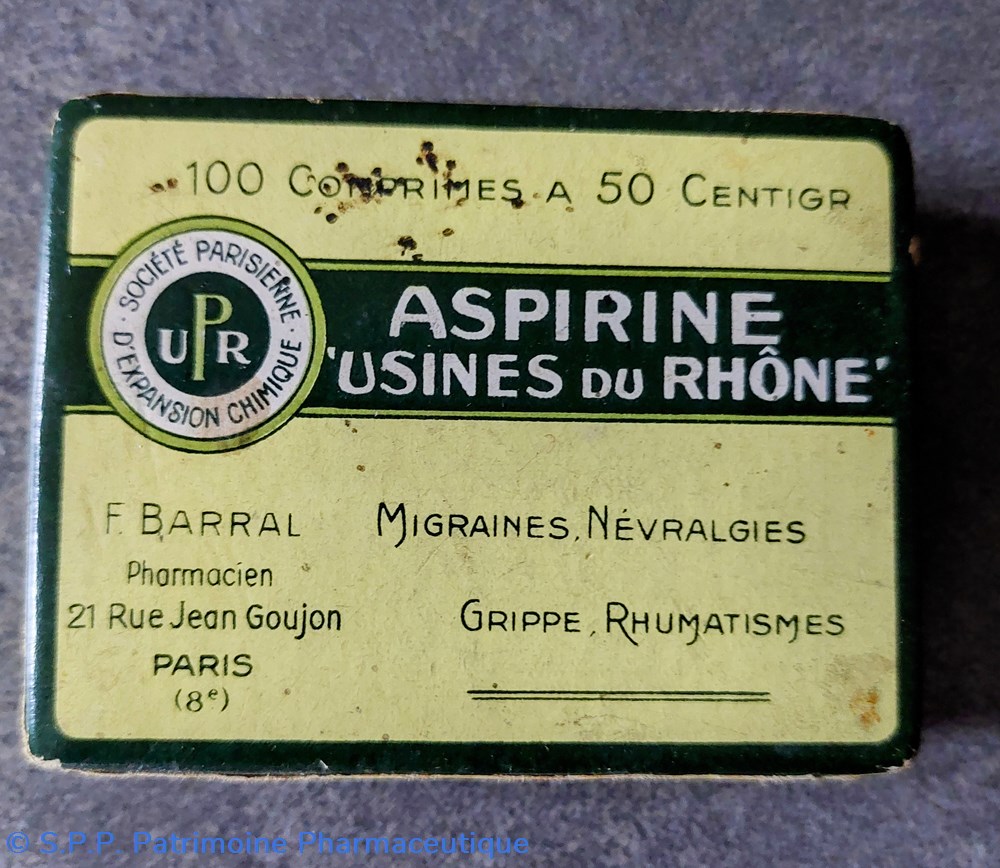 100 COMPRIMES A 50 CENTIGR
SOCIÉTÉ PARISIENNE
D'EXPANSION CHIMIQUE
UPR
ASPIRINE
'USINES DU RHÔNE'
F. BARRAL
Pharmacien
21 Rue Jean Goujon
PARIS
(8e)
MIGRAINES, NÉVRALGIES
GRIPPE, RHUMATISMES
© S.P.P. Patrimoine Pharmaceutique